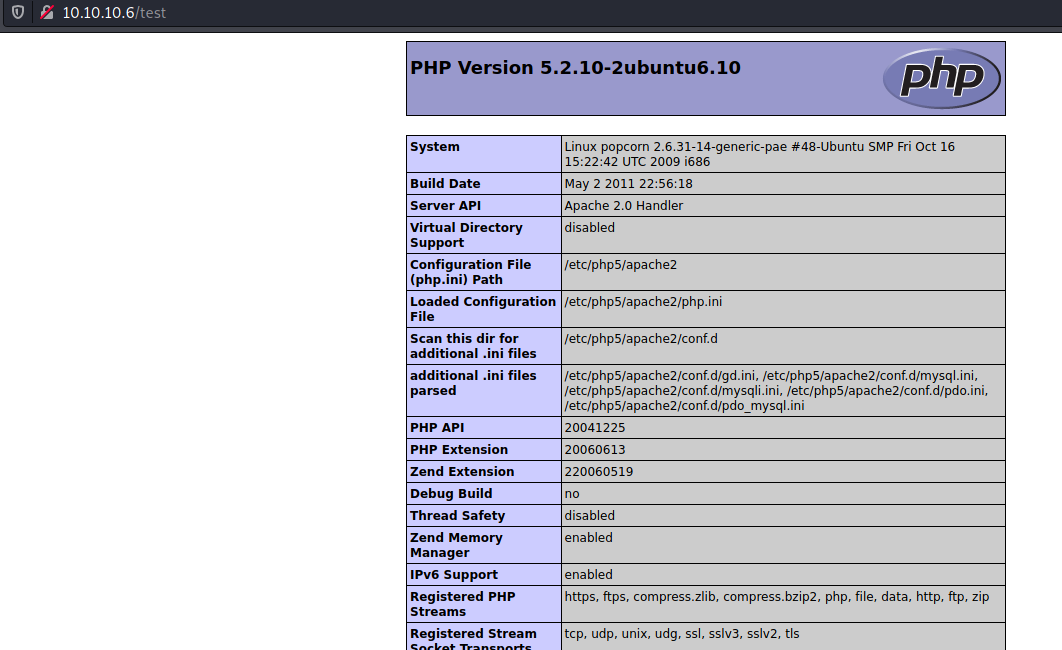 10.10.10.6/test
PHP Version 5.2.10-2ubuntu6.10
php
System
Linux popcorn 2.6.31-14-generic-pae #48-Ubuntu SMP Fri Oct 16
15:22:42 UTC 2009 i686
Build Date
May 2 2011 22:56:18
Server API
Apache 2.0 Handler
Virtual Directory
Support
disabled
Configuration File
(php.ini) Path
/etc/php5/apache2
Loaded Configuration
File
/etc/php5/apache2/php.ini
Scan this dir for
additional .ini files
/etc/php5/apache2/conf.d
additional .ini files
parsed
/etc/php5/apache2/conf.d/gd.ini, /etc/php5/apache2/conf.d/mysql.ini,
/etc/php5/apache2/conf.d/mysqli.ini, /etc/php5/apache2/conf.d/pdo.ini,
/etc/php5/apache2/conf.d/pdo_mysql.ini
PHP API
20041225
PHP Extension
20060613
Zend Extension
220060519
Debug Build
no
Thread Safety
disabled
Zend Memory
Manager
enabled
IPv6 Support
enabled
Registered PHP
Streams
https, ftps, compress.zlib, compress.bzip2, php, file, data, http, ftp, zip
Registered Stream
Socket Transports
tcp, udp, unix, udg, ssl, sslv3, sslv2, tls